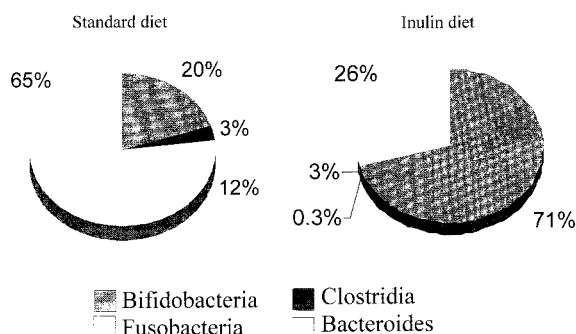 Standard diet
Inulin diet
65%
20%
3%
12%
26%
3%
0.3%
71%
Bifidobacteria
Clostridia
Fusobacteria
Bacteroides